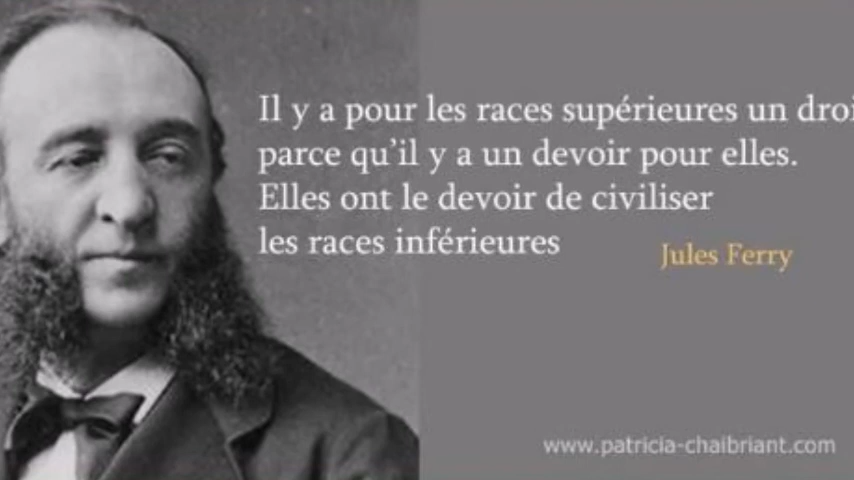 Il y a pour les races supérieures un droi
parce qu'il y a un devoir pour elles.
Elles ont le devoir de civiliser
les races inférieures
Jules Ferry
www.patricia-chaibriant.com